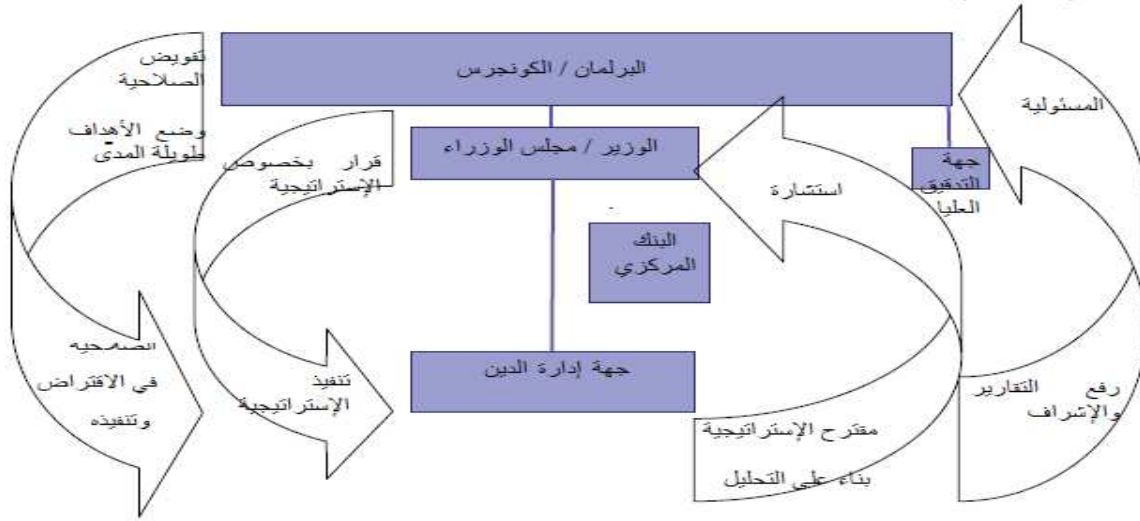 البرلمان / الكونجرس
تفويض
الصلاحية
وضع الأهداف
طويلة المدى
المسئولية
الوزير / مجلس الوزراء
جهة
التدقيق
العليا
قرار بخصوص
الإستراتيجية
استشارة
البنك
المركزي
جهة إدارة الدين
الصلاحية
في الاقتراض
وتنفيذه
تنفيذ
الإستراتيجية
مقترح الإستراتيجية
بناء على التحليل
رفع التقارير
والإشراف